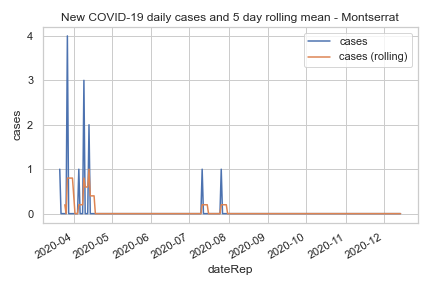 New COVID-19 daily cases and 5 day rolling mean - Montserrat
cases
cases (rolling)
4
3
2
1
0
cases
2020-04
2020-05
2020-06
2020-07
2020-08
2020-09
2020-10
2020-11
2020-12
dateRep